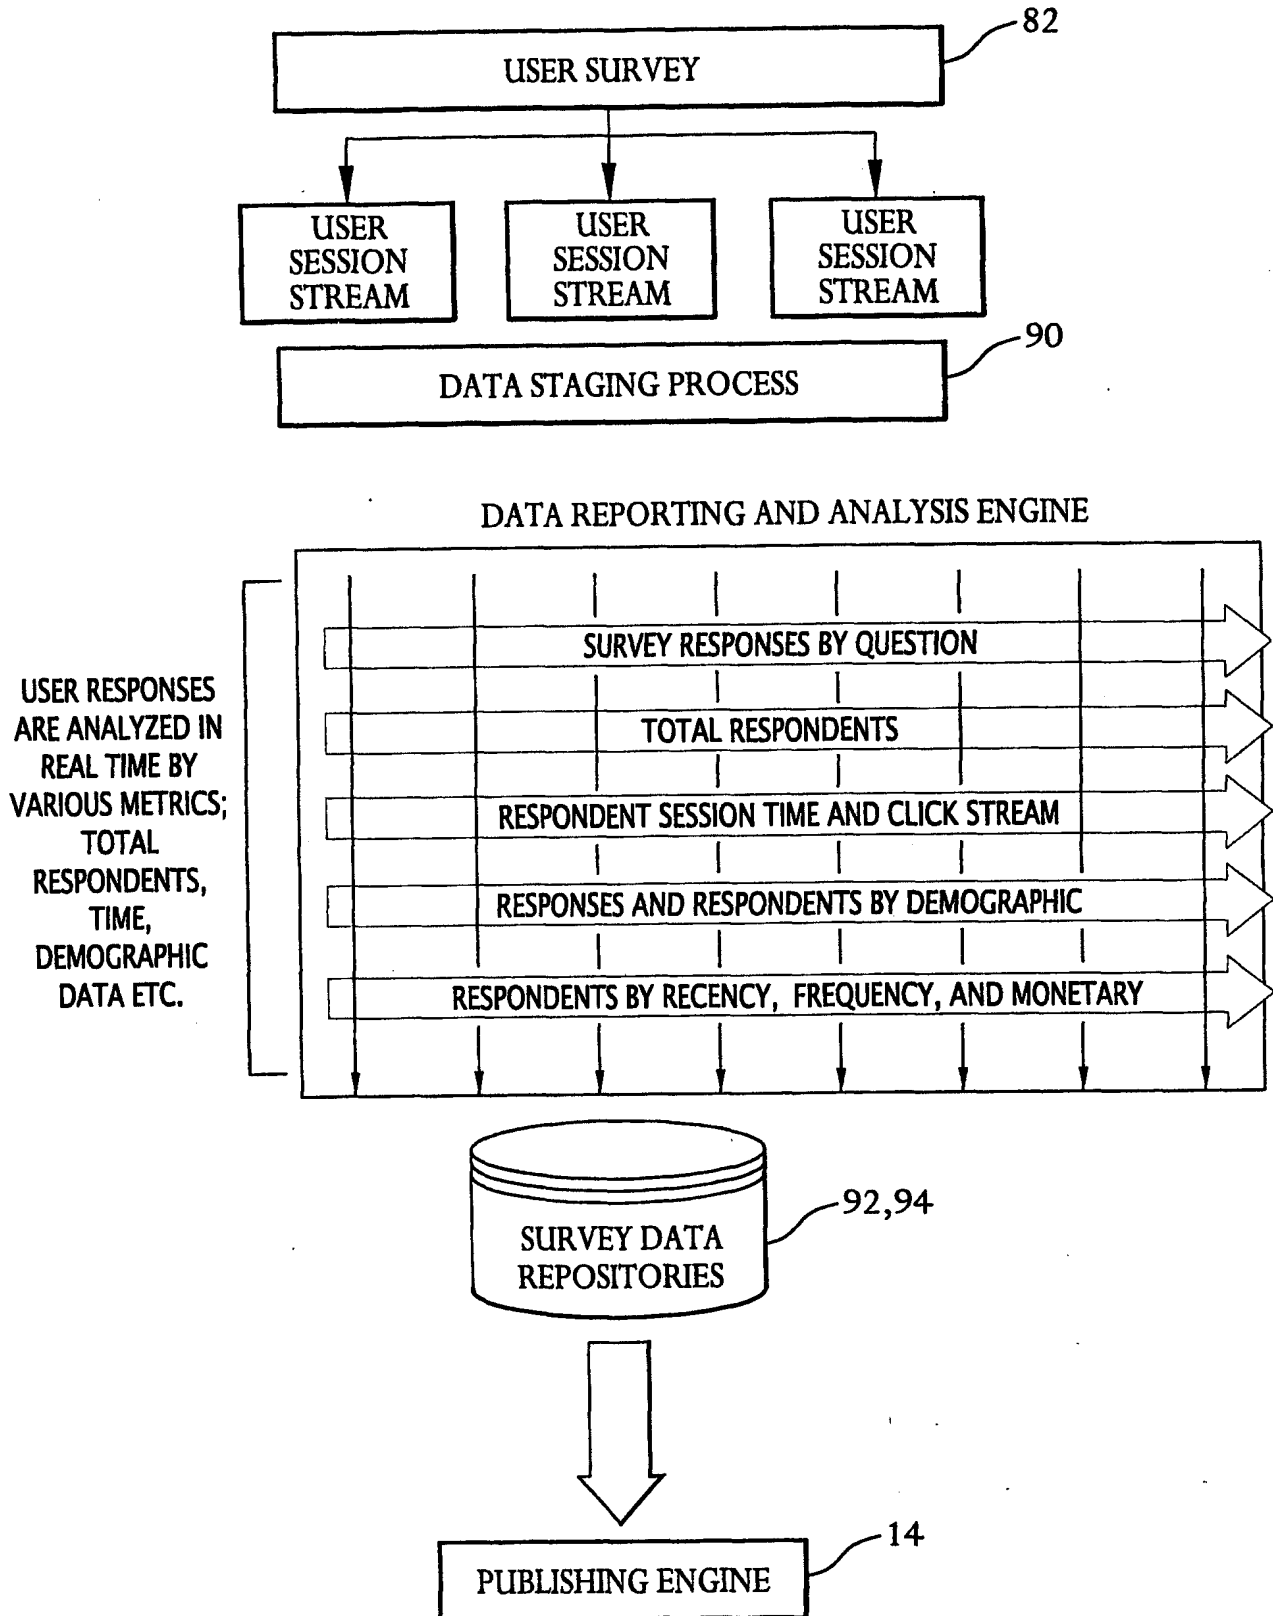 82
USER SURVEY
USER
SESSION
STREAM
USER
SESSION
STREAM
USER
SESSION
STREAM
90
DATA STAGING PROCESS
DATA REPORTING AND ANALYSIS ENGINE
USER RESPONSES
ARE ANALYZED IN
REAL TIME BY
VARIOUS METRICS;
TOTAL
RESPONDENTS,
TIME,
DEMOGRAPHIC
DATA ETC.
SURVEY RESPONSES BY QUESTION
TOTAL RESPONDENTS
RESPONDENT SESSION TIME AND CLICK STREAM
RESPONSES AND RESPONDENTS BY DEMOGRAPHIC
RESPONDENTS BY RECENCY, FREQUENCY, AND MONETARY
92,94
SURVEY DATA
REPOSITORIES
14
PUBLISHING ENGINE